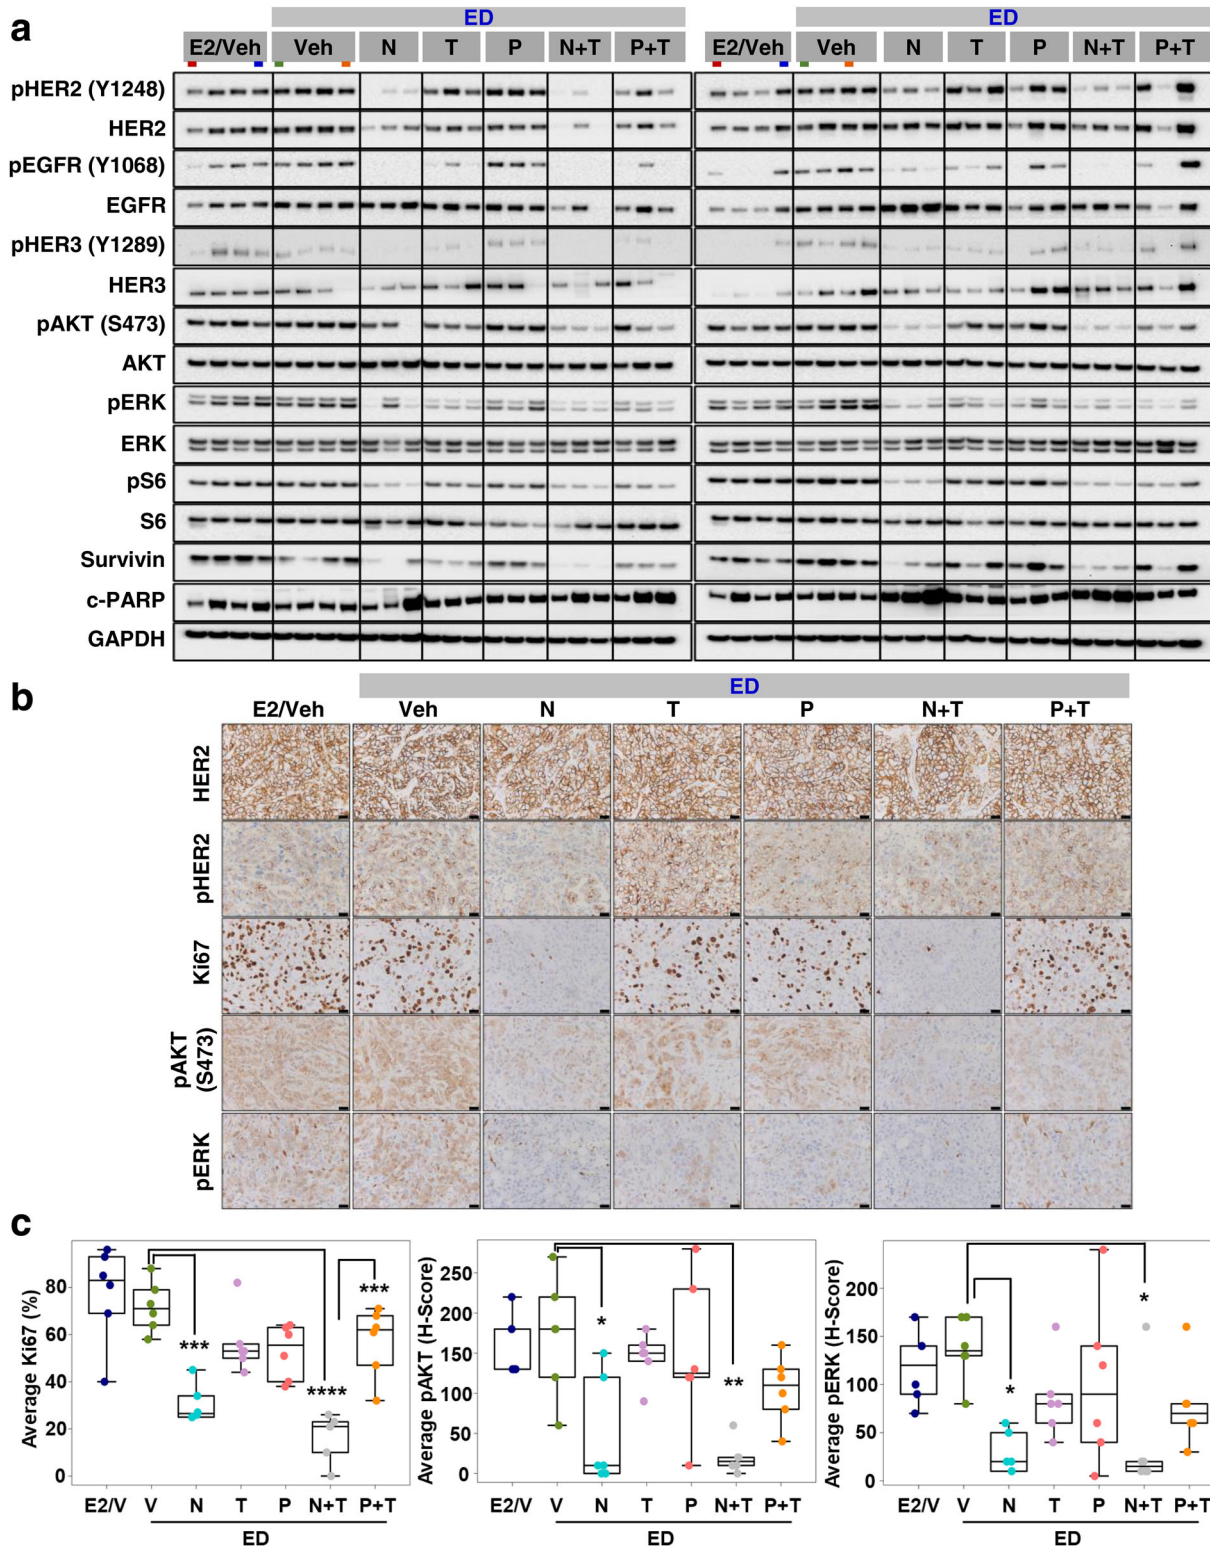 a
ED
ED
E2/Veh Veh N T P N+T P+T
E2/Veh Veh N T P N+T P+T
pHER2 (Y1248)
HER2
pEGFR (Y1068)
EGFR
pHER3 (Y1289)
HER3
pAKT (S473)
AKT
pERK
ERK
pS6
S6
Survivin
c-PARP
GAPDH
b
ED
E2/Veh Veh N T P N+T P+T
HER2
pHER2
Ki67
pAKT
(S473)
pERK
c
Average Ki67 (%)
80
60
40
20
0
***
****
***
E2/V V N T P N+T P+T
ED
Average pAKT (H-Score)
250
200
150
100
50
0
*
**
E2/V V N T P N+T P+T
ED
Average pERK (H-Score)
200
150
100
50
0
*
*
E2/V V N T P N+T P+T
ED